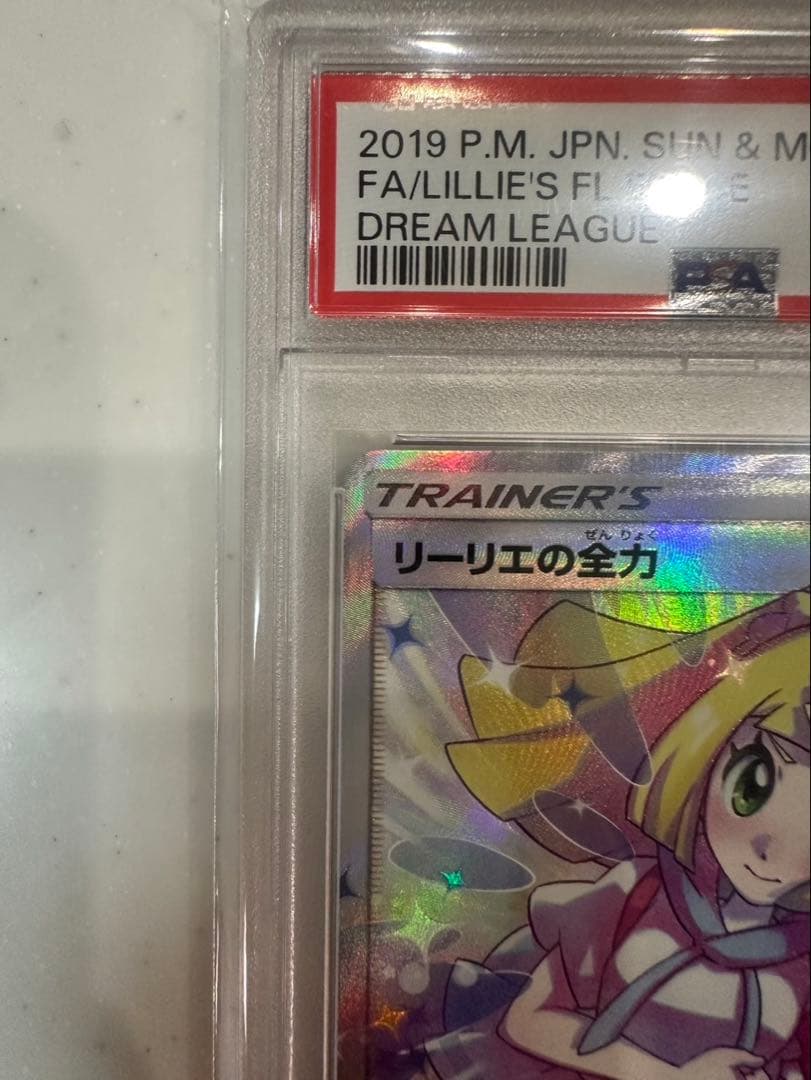 2019 P.M. JPN. SUN & M
FA/LILLIE'S FL E
DREAM LEAGUE
PSA
TRAINER'S
ぜんりょく
リーリエの全力